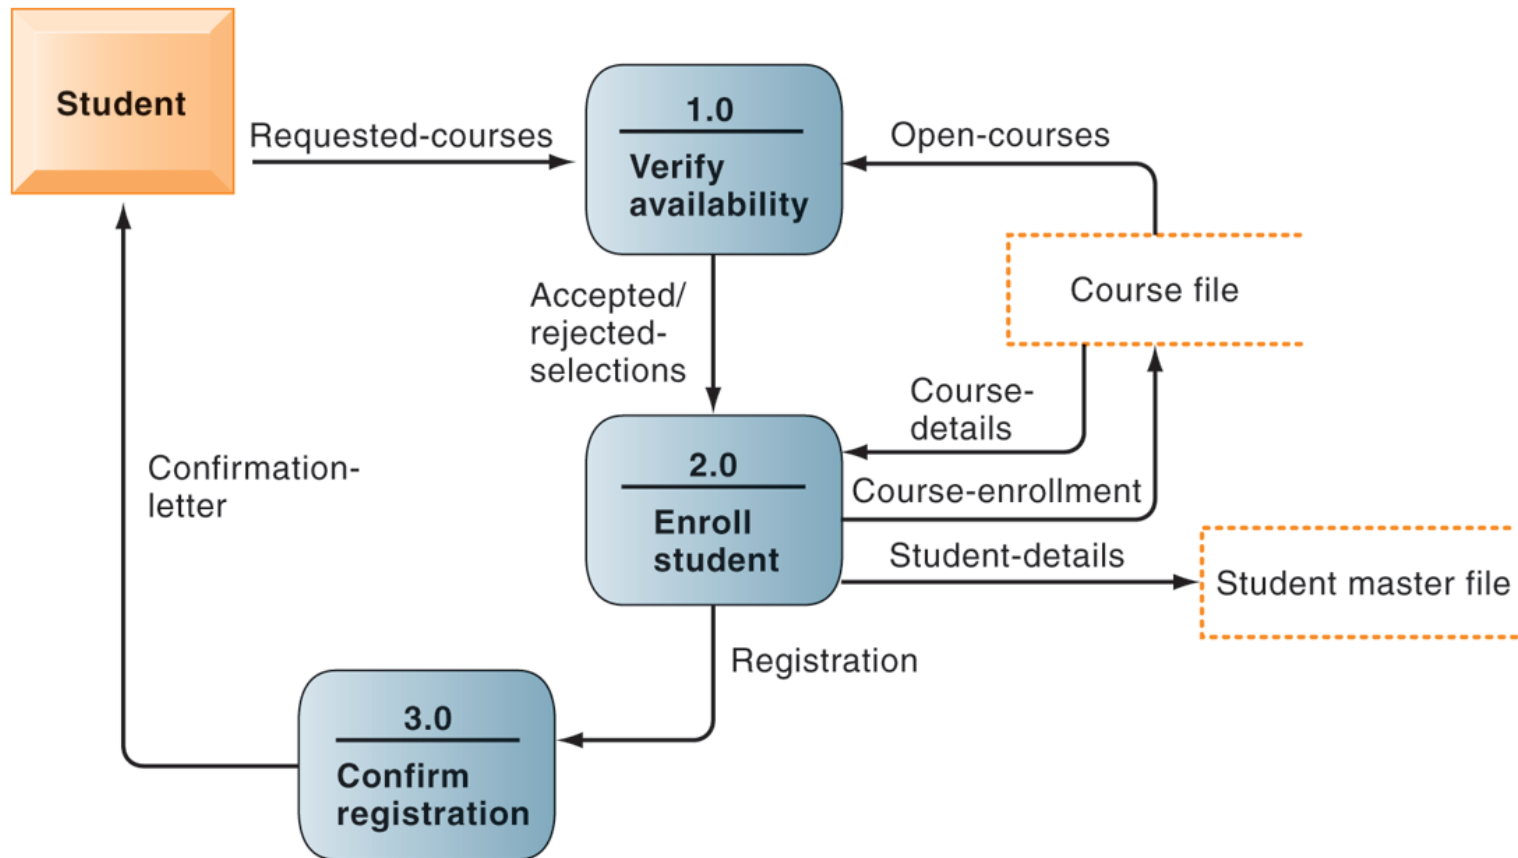 Student
Requested-courses
1.0
Verify
availability
Open-courses
Course file
Accepted/
rejected-
selections
Course-
details
2.0
Enroll
student
Course-enrollment
Student-details
Student master file
Confirmation-
letter
Registration
3.0
Confirm
registration